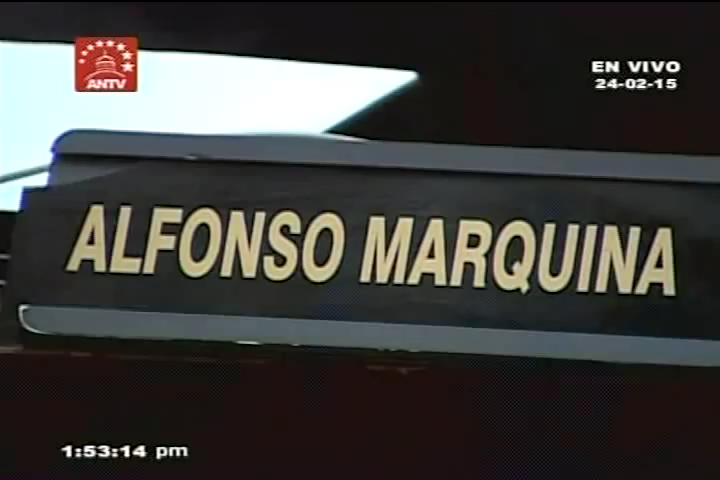 ANTV
EN VIVO
24-02-15
ALFONSO MARQUINA
1:53:14 pm